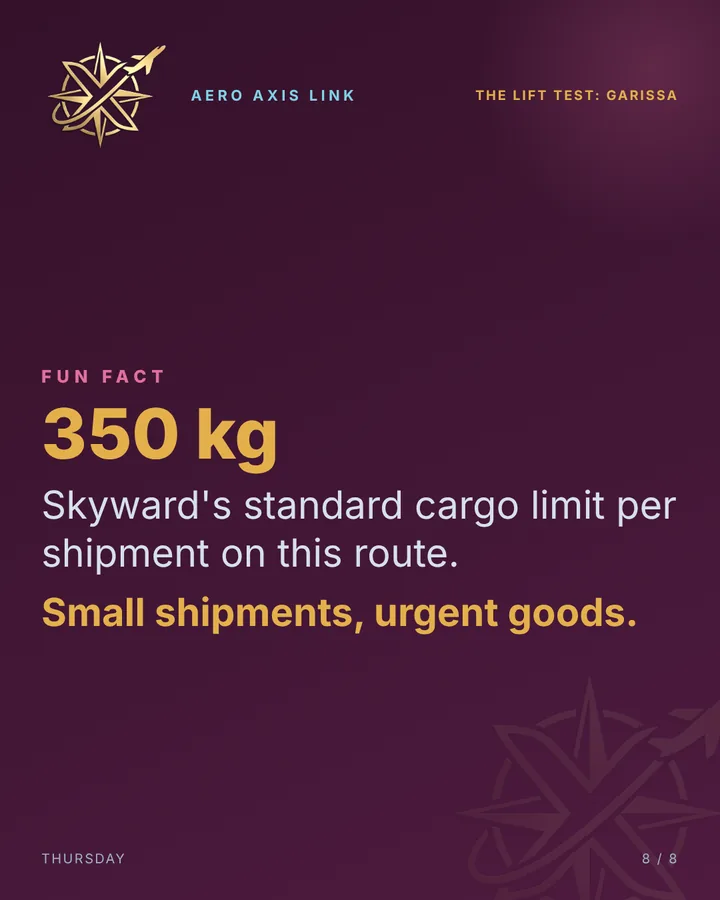 AERO AXIS LINK
THE LIFT TEST: GARISSA
FUN FACT
350 kg
Skyward's standard cargo limit per
shipment on this route.
Small shipments, urgent goods.
THURSDAY
8 / 8